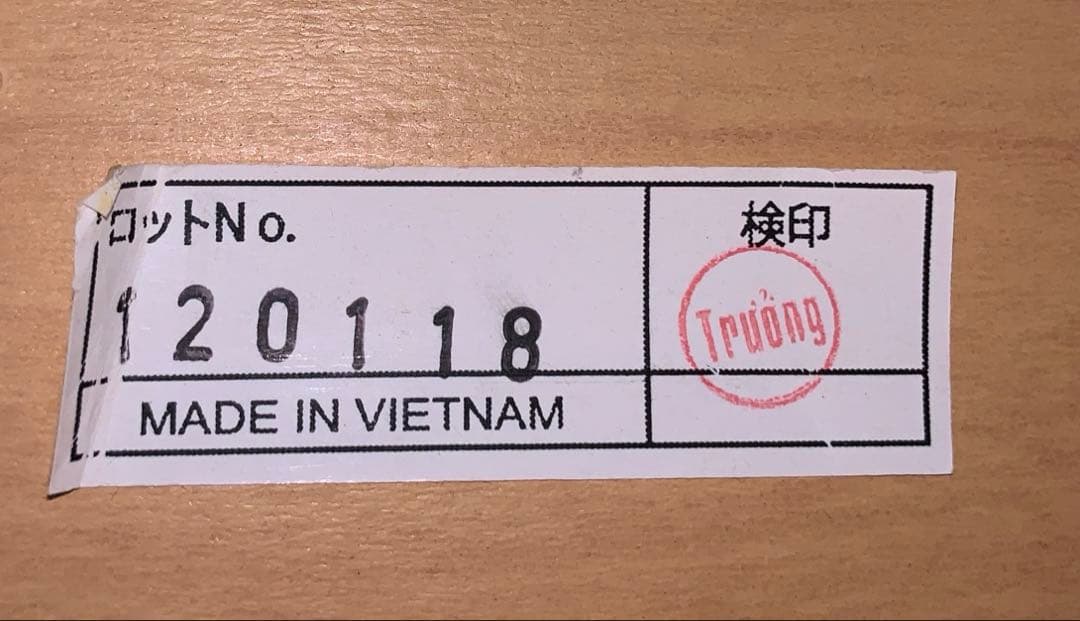 ロットNo.
検印
120118
Trưởng
MADE IN VIETNAM